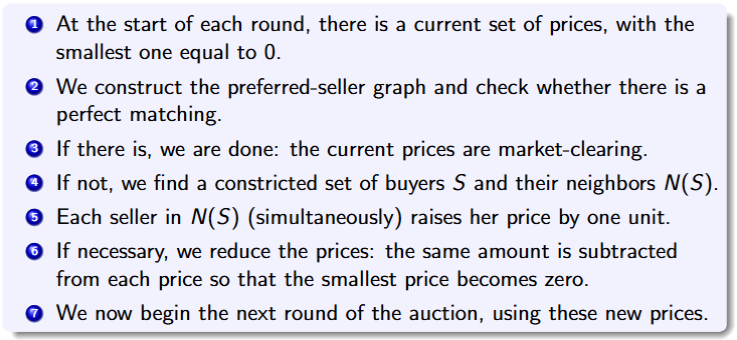 1 At the start of each round, there is a current set of prices, with the
smallest one equal to 0.
2 We construct the preferred-seller graph and check whether there is a
perfect matching.
3 If there is, we are done: the current prices are market-clearing.
4 If not, we find a constricted set of buyers S and their neighbors N(S).
5 Each seller in N(S) (simultaneously) raises her price by one unit.
6 If necessary, we reduce the prices: the same amount is subtracted
from each price so that the smallest price becomes zero.
7 We now begin the next round of the auction, using these new prices.